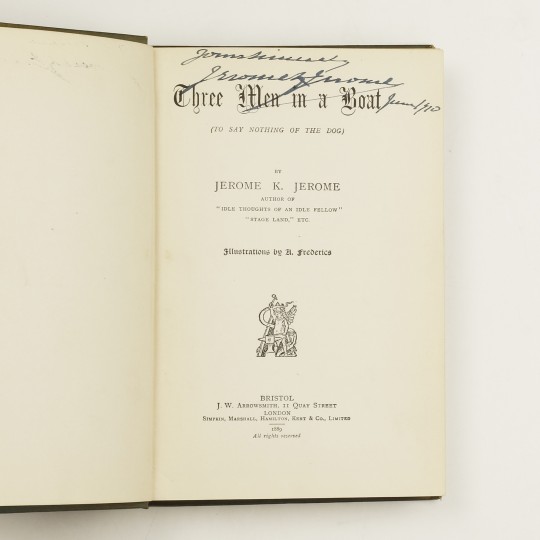 Yours sincerely
Jerome K Jerome
June 1910
Three Men in a Boat
(TO SAY NOTHING OF THE DOG)
BY
JEROME K. JEROME
AUTHOR OF
"IDLE THOUGHTS OF AN IDLE FELLOW"
"STAGE LAND," ETC.
Illustrations by A. Frederics
BRISTOL
J. W. ARROWSMITH, 11 QUAY STREET
LONDON
SIMPKIN, MARSHALL, HAMILTON, KENT & CO., LIMITED
1889
All rights reserved